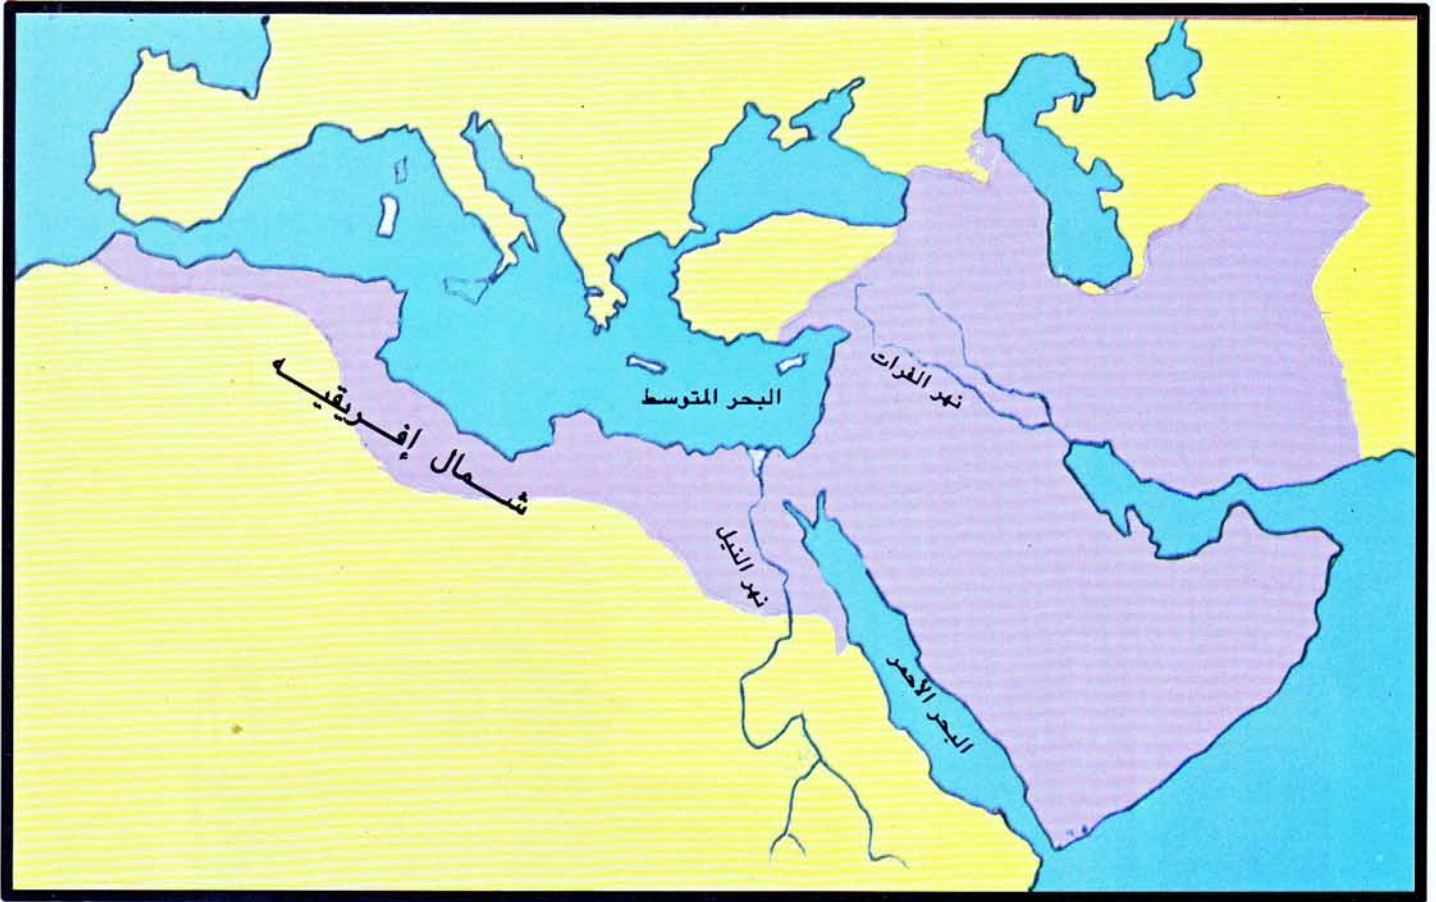 البحر المتوسط
نهر الفرات
شمال إفريقيه
نهر النيل
البحر الأحمر